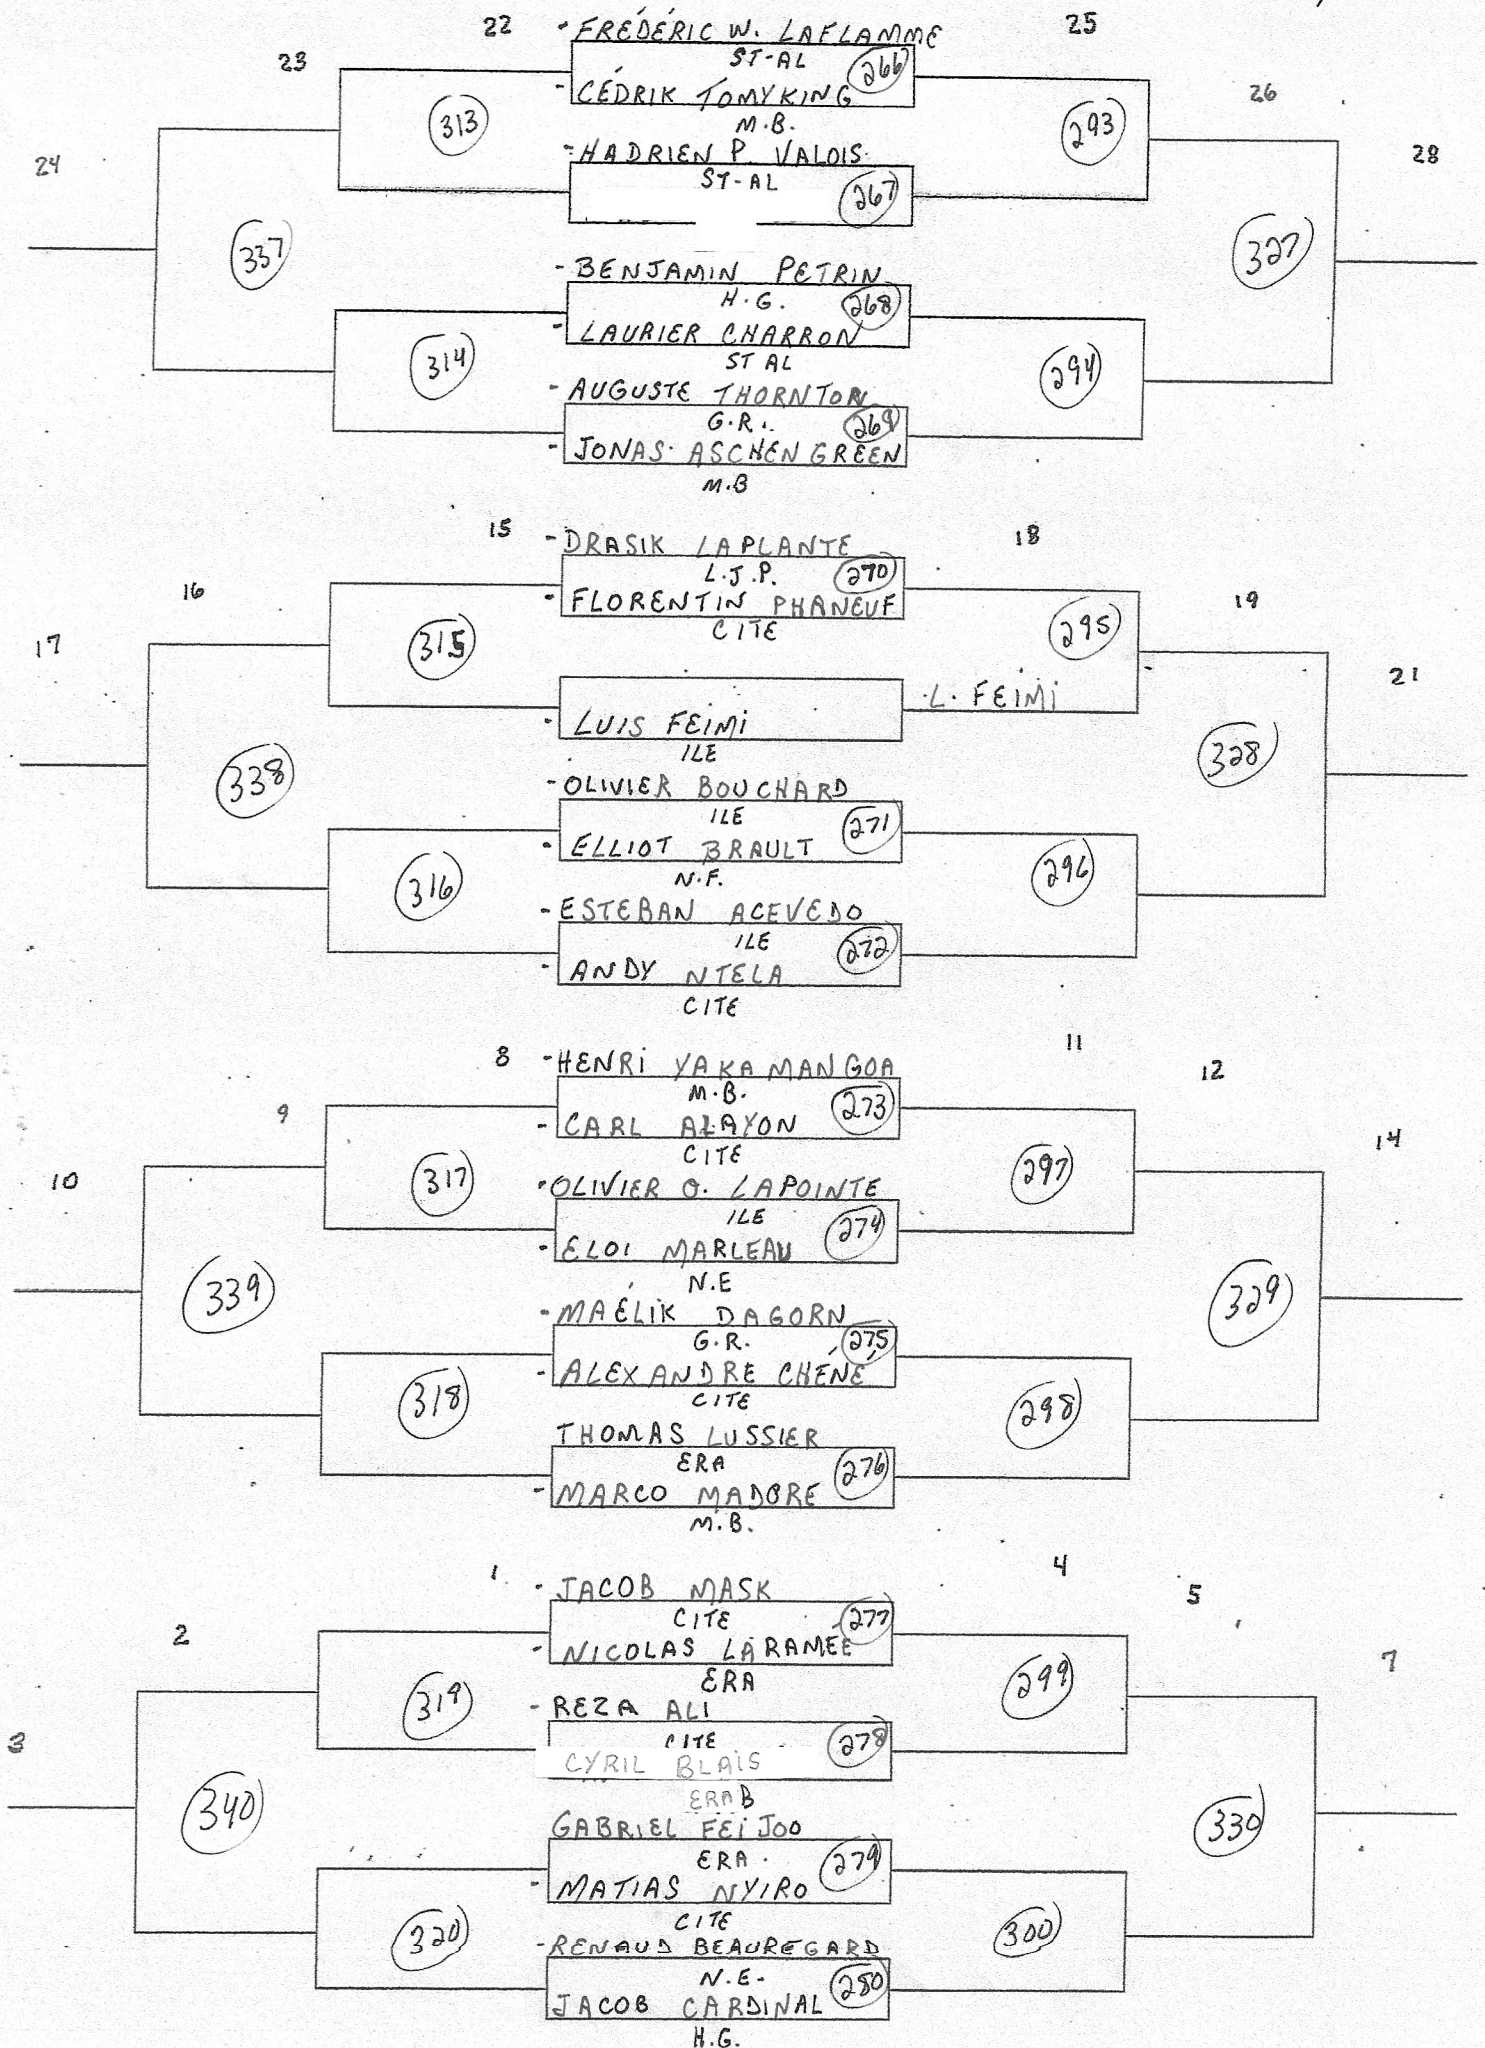 22 - FRÉDÉRIC W. LAFLAMME 25
23 ST-AL 266
- CÉDRIK TOMYKING 26
313 M.B. 293
24 - HADRIEN P. VALOIS 28
ST-AL 267
337 327
- BENJAMIN PETRIN
H.G. 268
- LAURIER CHARRON
314 ST AL 294
- AUGUSTE THORNTON
G.R. 269
- JONAS ASCHEN GREEN
M.B
15 - DRASIK LAPLANTE 18
16 L.J.P. 270
- FLORENTIN PHANEUF 19
17 315 CITE 295 21
L. FEIMI
- LUIS FEIMI
ILE
338 - OLIVIER BOUCHARD 328
ILE 271
- ELLIOT BRAULT
316 N.F. 296
- ESTEBAN ACEVEDO
ILE 272
- ANDY NTELA
CITE
8 - HENRI YAKAMANGOA 11
M.B. 273 12
9 - CARL ALAYON
CITE 14
10 317 - OLIVIER O. LAPOINTE 297
ILE 274
- ELOI MARLEAU
339 N.E 329
- MAÉLIK DAGORN
G.R. 275
- ALEXANDRE CHÉNÉ
318 CITE 298
THOMAS LUSSIER
ERA 276
- MARCO MADORE
M.B.
1 - JACOB MASK 4
2 CITE 277 5
- NICOLAS LARAMÉE
ERA 7
3 319 - REZA ALI 299
CITE 278
CYRIL BLAIS
340 ERA B 330
GABRIEL FEIJOO
ERA 279
- MATIAS NYIRO
320 CITE 300
- RENAUD BEAUREGARD
N.E. 280
JACOB CARDINAL
H.G.